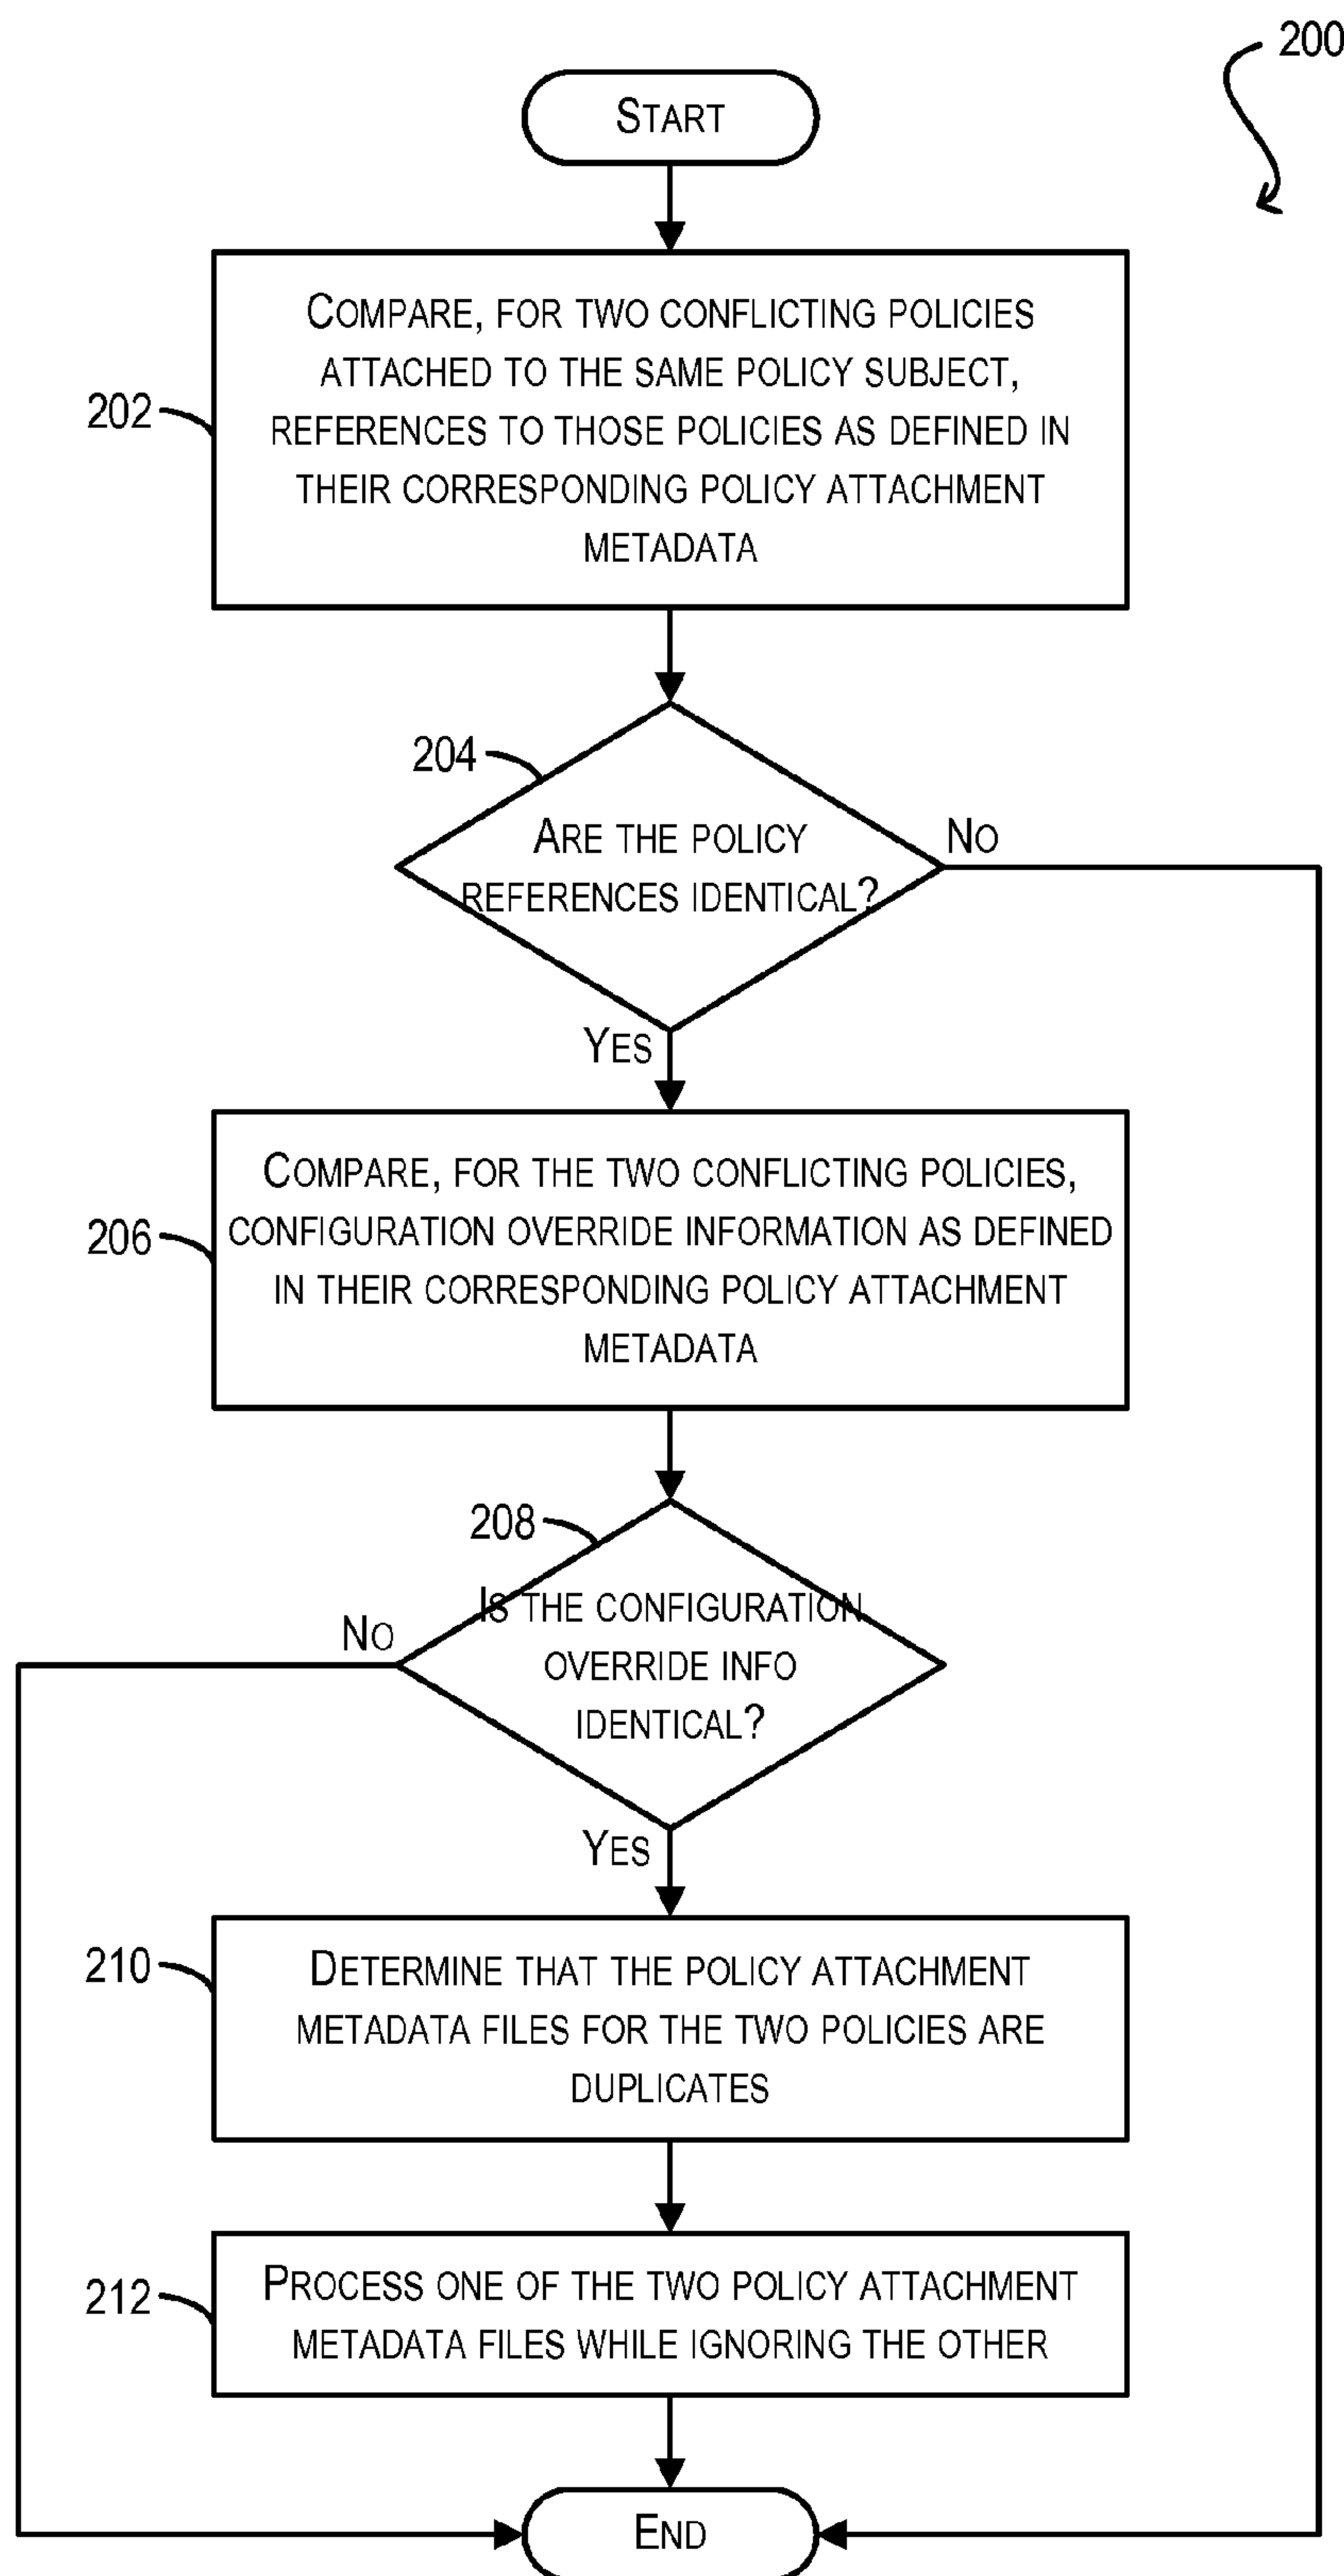 200
START
202
COMPARE, FOR TWO CONFLICTING POLICIES
ATTACHED TO THE SAME POLICY SUBJECT,
REFERENCES TO THOSE POLICIES AS DEFINED IN
THEIR CORRESPONDING POLICY ATTACHMENT
METADATA
204
ARE THE POLICY
REFERENCES IDENTICAL?
NO
YES
206
COMPARE, FOR THE TWO CONFLICTING POLICIES,
CONFIGURATION OVERRIDE INFORMATION AS DEFINED
IN THEIR CORRESPONDING POLICY ATTACHMENT
METADATA
208
IS THE CONFIGURATION
OVERRIDE INFO
IDENTICAL?
NO
YES
210
DETERMINE THAT THE POLICY ATTACHMENT
METADATA FILES FOR THE TWO POLICIES ARE
DUPLICATES
212
PROCESS ONE OF THE TWO POLICY ATTACHMENT
METADATA FILES WHILE IGNORING THE OTHER
END